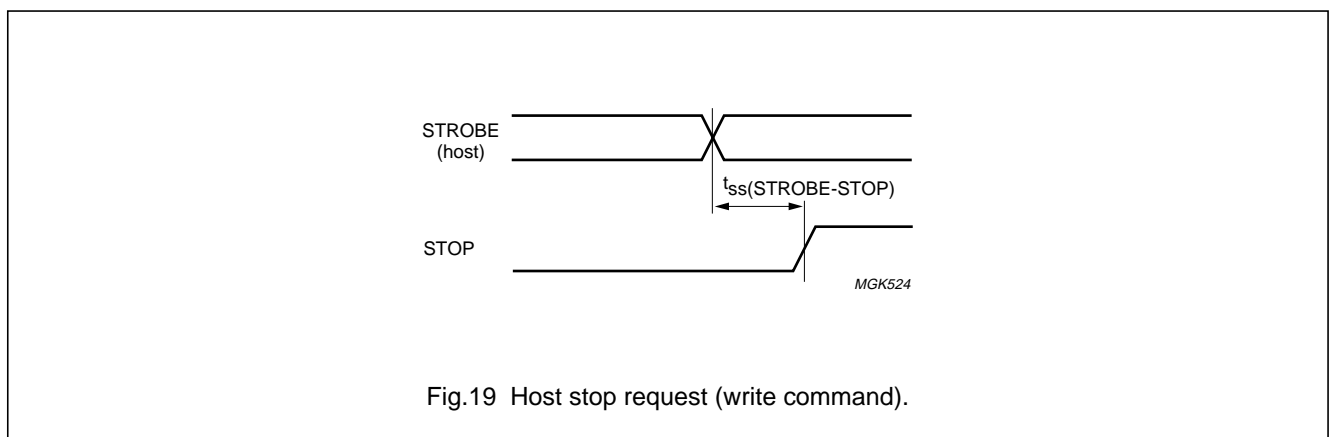 STROBE
(host)
tss(STROBE-STOP)
STOP
MGK524
Fig.19 Host stop request (write command).